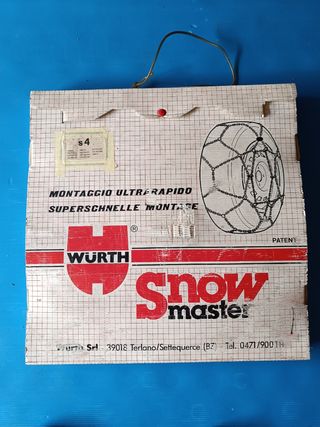 s4
MONTAGGIO ULTRARAPIDO
SUPERSCHNELLE MONTAGE
PATENT
WÜRTH ®
Snow
master
Würth Srl - 39018 Terlano/Settequerce (BZ) - Tel. 0471/900111